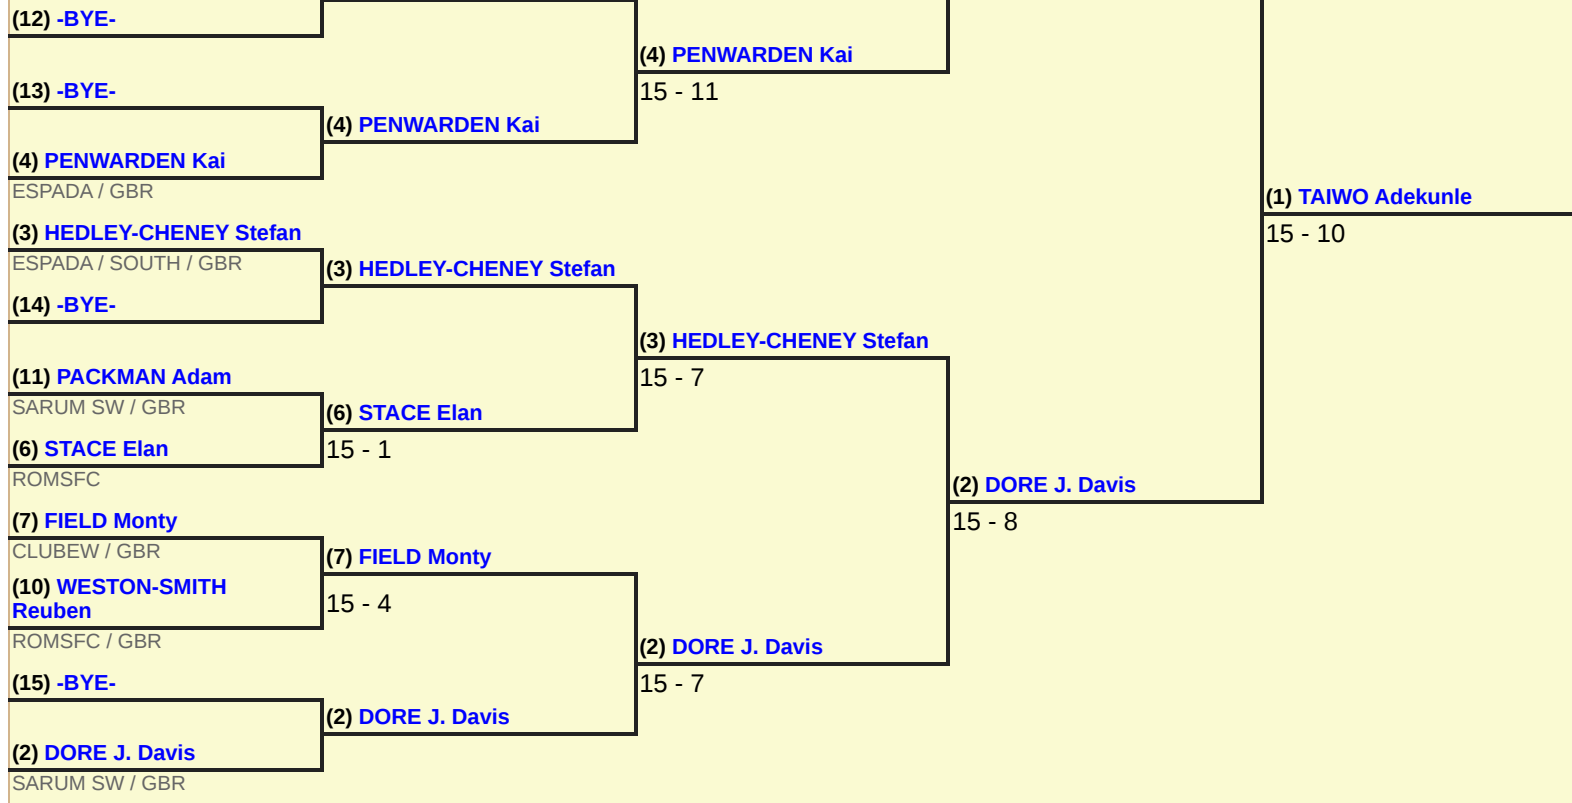 (12) -BYE-
(4) PENWARDEN Kai
15 - 11
(13) -BYE-
(4) PENWARDEN Kai
(4) PENWARDEN Kai
ESPADA / GBR
(1) TAIWO Adekunle
15 - 10
(3) HEDLEY-CHENEY Stefan
ESPADA / SOUTH / GBR
(3) HEDLEY-CHENEY Stefan
(14) -BYE-
(3) HEDLEY-CHENEY Stefan
15 - 7
(11) PACKMAN Adam
SARUM SW / GBR
(6) STACE Elan
15 - 1
(6) STACE Elan
ROMSFC
(2) DORE J. Davis
15 - 8
(7) FIELD Monty
CLUBEW / GBR
(7) FIELD Monty
15 - 4
(10) WESTON-SMITH
Reuben
ROMSFC / GBR
(2) DORE J. Davis
15 - 7
(15) -BYE-
(2) DORE J. Davis
(2) DORE J. Davis
SARUM SW / GBR